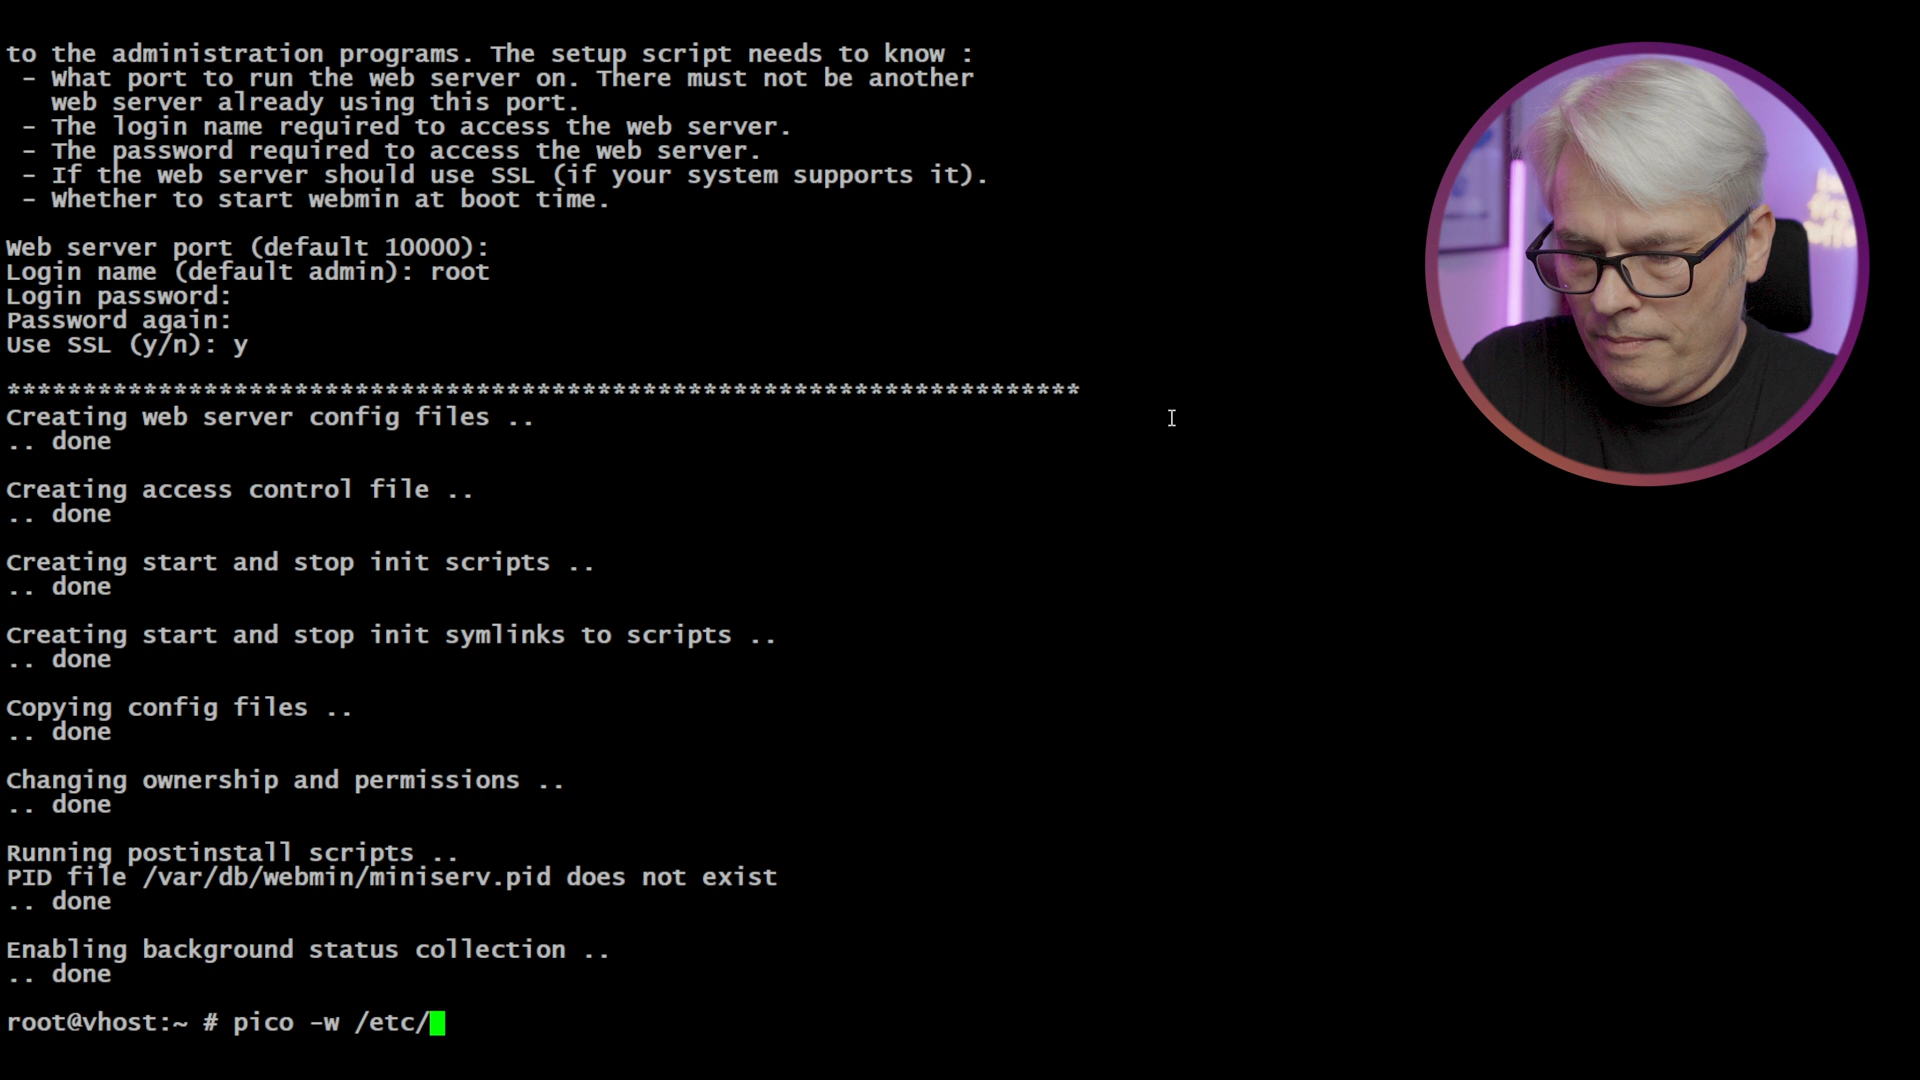 to the administration programs. The setup script needs to know :
- What port to run the web server on. There must not be another
web server already using this port.
- The login name required to access the web server.
- The password required to access the web server.
- If the web server should use SSL (if your system supports it).
- Whether to start webmin at boot time.
Web server port (default 10000):
Login name (default admin): root
Login password:
Password again:
Use SSL (y/n): y
***********************************************************************
Creating web server config files ..
.. done
Creating access control file ..
.. done
Creating start and stop init scripts ..
.. done
Creating start and stop init symlinks to scripts ..
.. done
Copying config files ..
.. done
Changing ownership and permissions ..
.. done
Running postinstall scripts ..
PID file /var/db/webmin/miniserv.pid does not exist
.. done
Enabling background status collection ..
.. done
root@vhost:~ # pico -w /etc/